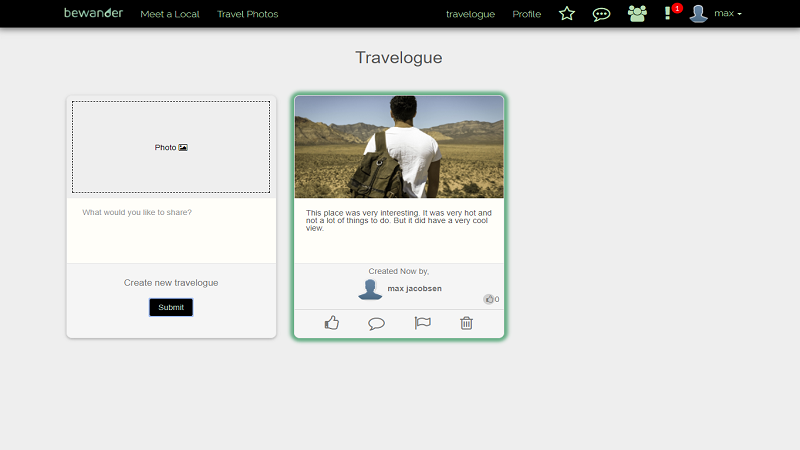 bewander Meet a Local Travel Photos travelogue Profile 1 max
Travelogue
Photo
What would you like to share?
Create new travelogue
Submit
This place was very interesting. It was very hot and
not a lot of things to do. But it did have a very cool
view.
Created Now by,
max jacobsen
0